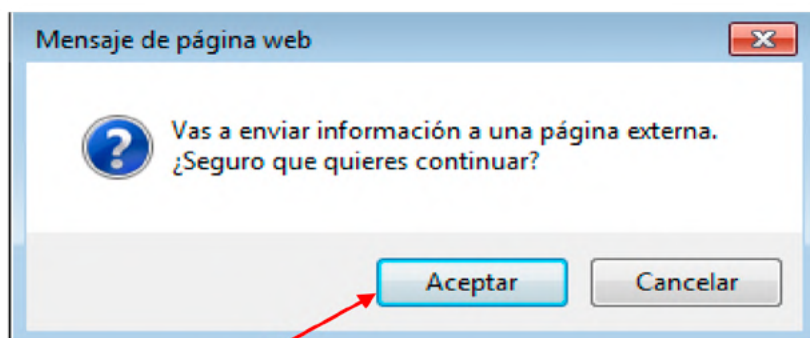 Mensaje de página web
Vas a enviar información a una página externa.
¿Seguro que quieres continuar?
Aceptar
Cancelar